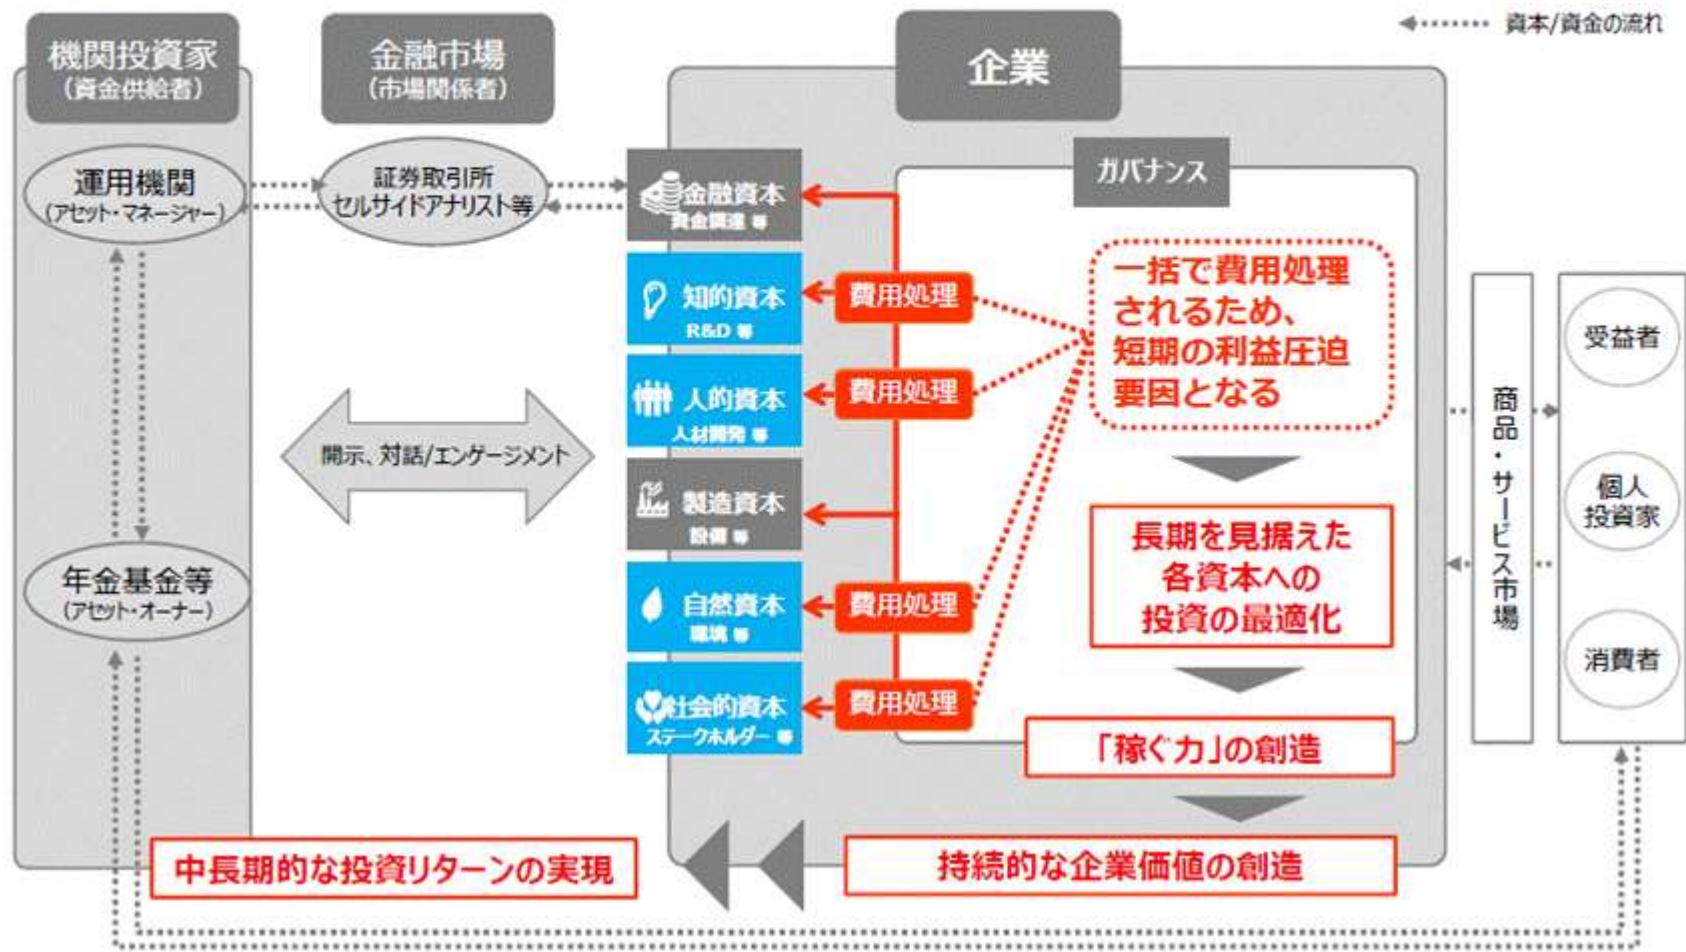 資本/資金の流れ
機関投資家
(資金供給者)
金融市場
(市場関係者)
企業
運用機関
(アセット・マネージャー)
証券取引所
セルサイドアナリスト等
ガバナンス
金融資本
資金調達 等
知的資本
R&D 等
人的資本
人材開発 等
製造資本
設備 等
自然資本
環境 等
社会的資本
ステークホルダー 等
費用処理
費用処理
費用処理
費用処理
一括で費用処理
されるため、
短期の利益圧迫
要因となる
長期を見据えた
各資本への
投資の最適化
「稼ぐ力」の創造
持続的な企業価値の創造
中長期的な投資リターンの実現
開示、対話/エンゲージメント
年金基金等
(アセット・オーナー)
商品・サービス市場
受益者
個人
投資家
消費者